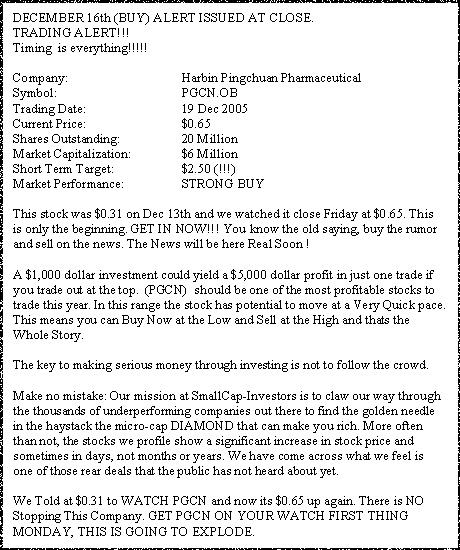 DECEMBER 16th (BUY) ALERT ISSUED AT CLOSE.
TRADING ALERT!!!
Timing is everything!!!!!
Company: Harbin Pingchuan Pharmaceutical
Symbol: PGCN.OB
Trading Date: 19 Dec 2005
Current Price: $0.65
Shares Outstanding: 20 Million
Market Capitalization: $6 Million
Short Term Target: $2.50 (!!!)
Market Performance: STRONG BUY
This stock was $0.31 on Dec 13th and we watched it close Friday at $0.65. This
is only the beginning. GET IN NOW!!! You know the old saying, buy the rumor
and sell on the news. The News will be here Real Soon !
A $1,000 dollar investment could yield a $5,000 dollar profit in just one trade if
you trade out at the top. (PGCN) should be one of the most profitable stocks to
trade this year. In this range the stock has potential to move at a Very Quick pace.
This means you can Buy Now at the Low and Sell at the High and thats the
Whole Story.
The key to making serious money through investing is not to follow the crowd.
Make no mistake: Our mission at SmallCap-Investors is to claw our way through
the thousands of underperforming companies out there to find the golden needle
in the haystack the micro-cap DIAMOND that can make you rich. More often
than not, the stocks we profile show a significant increase in stock price and
sometimes in days, not months or years. We have come across what we feel is
one of those rear deals that the public has not heard about yet.
We Told at $0.31 to WATCH PGCN and now its $0.65 up again. There is NO
Stopping This Company. GET PGCN ON YOUR WATCH FIRST THING
MONDAY, THIS IS GOING TO EXPLODE.